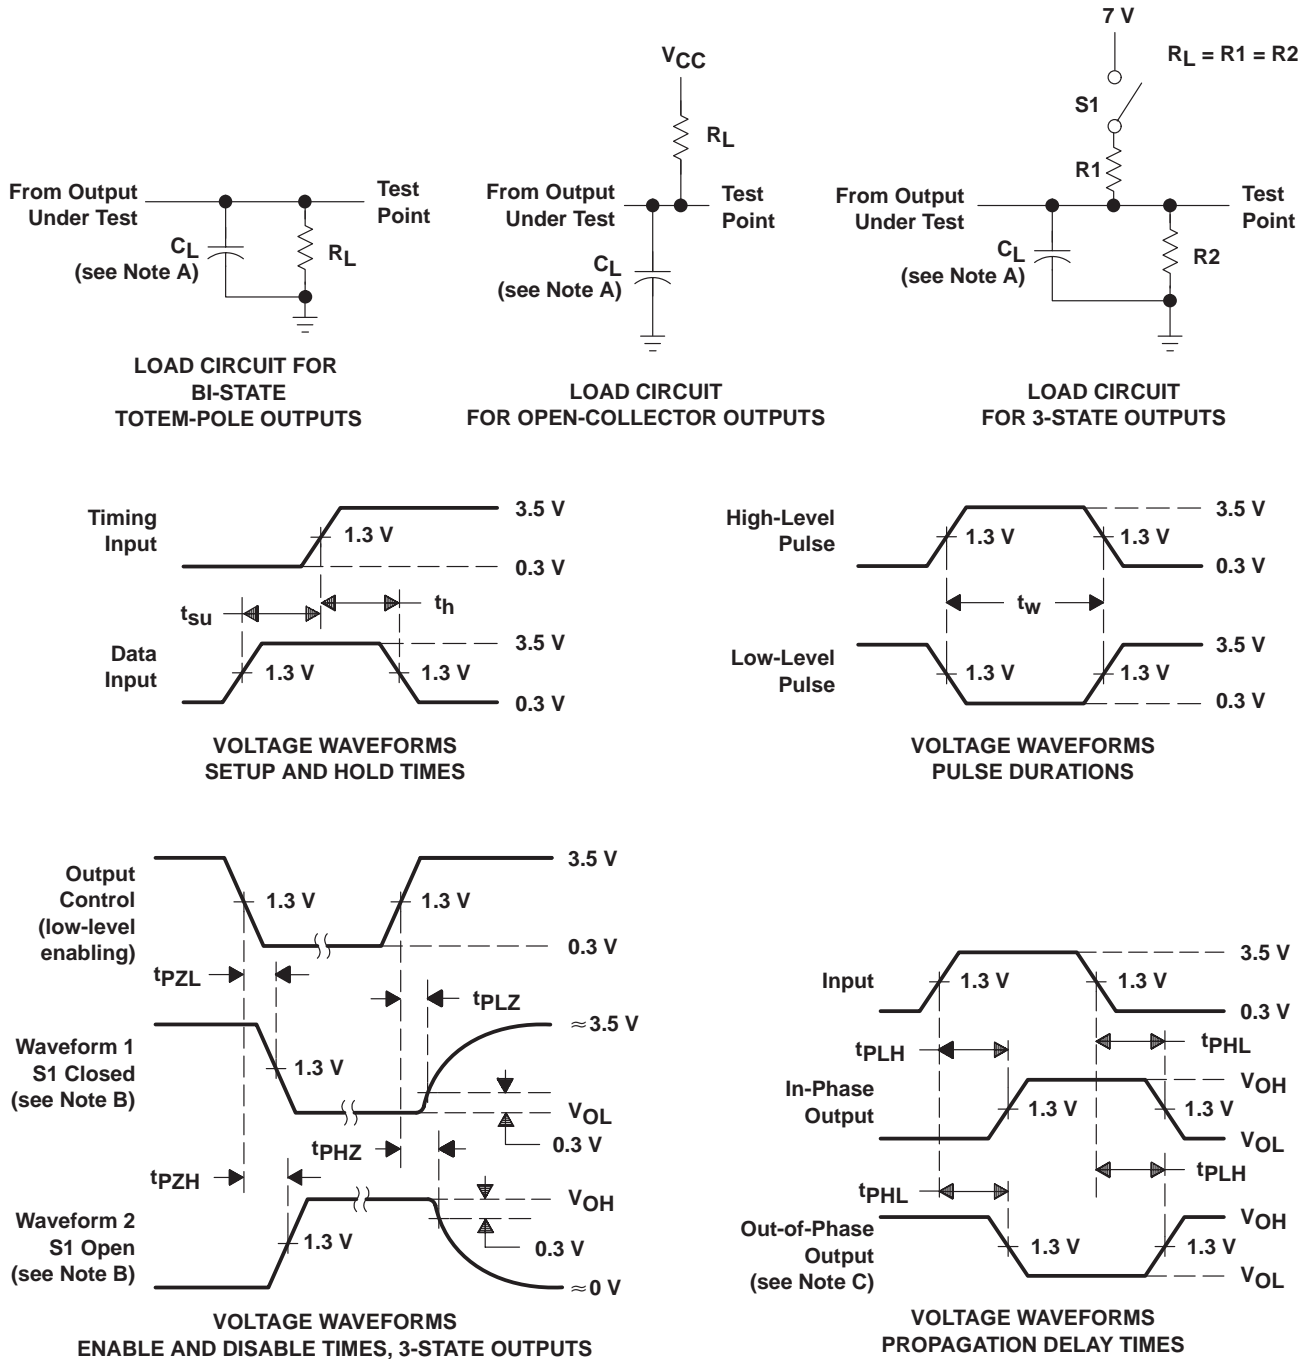 7 V
RL = R1 = R2
VCC
S1
RL
R1
From Output
Under Test
Test
Point
CL
(see Note A)
RL
From Output
Under Test
Test
Point
CL
(see Note A)
From Output
Under Test
Test
Point
CL
(see Note A)
R2
LOAD CIRCUIT FOR
BI-STATE
TOTEM-POLE OUTPUTS
LOAD CIRCUIT
FOR OPEN-COLLECTOR OUTPUTS
LOAD CIRCUIT
FOR 3-STATE OUTPUTS
Timing
Input
1.3 V
3.5 V
0.3 V
tsu
th
Data
Input
1.3 V
1.3 V
3.5 V
0.3 V
VOLTAGE WAVEFORMS
SETUP AND HOLD TIMES
High-Level
Pulse
1.3 V
1.3 V
3.5 V
0.3 V
tw
Low-Level
Pulse
1.3 V
1.3 V
3.5 V
0.3 V
VOLTAGE WAVEFORMS
PULSE DURATIONS
Output
Control
(low-level
enabling)
1.3 V
1.3 V
3.5 V
0.3 V
tPZL
tPLZ
Waveform 1
S1 Closed
(see Note B)
1.3 V
≈3.5 V
VOL
0.3 V
tPHZ
tPZH
Waveform 2
S1 Open
(see Note B)
1.3 V
VOH
0.3 V
≈0 V
VOLTAGE WAVEFORMS
ENABLE AND DISABLE TIMES, 3-STATE OUTPUTS
Input
1.3 V
1.3 V
3.5 V
0.3 V
tPLH
tPHL
In-Phase
Output
1.3 V
1.3 V
VOH
VOL
tPHL
tPLH
Out-of-Phase
Output
(see Note C)
1.3 V
1.3 V
VOH
VOL
VOLTAGE WAVEFORMS
PROPAGATION DELAY TIMES